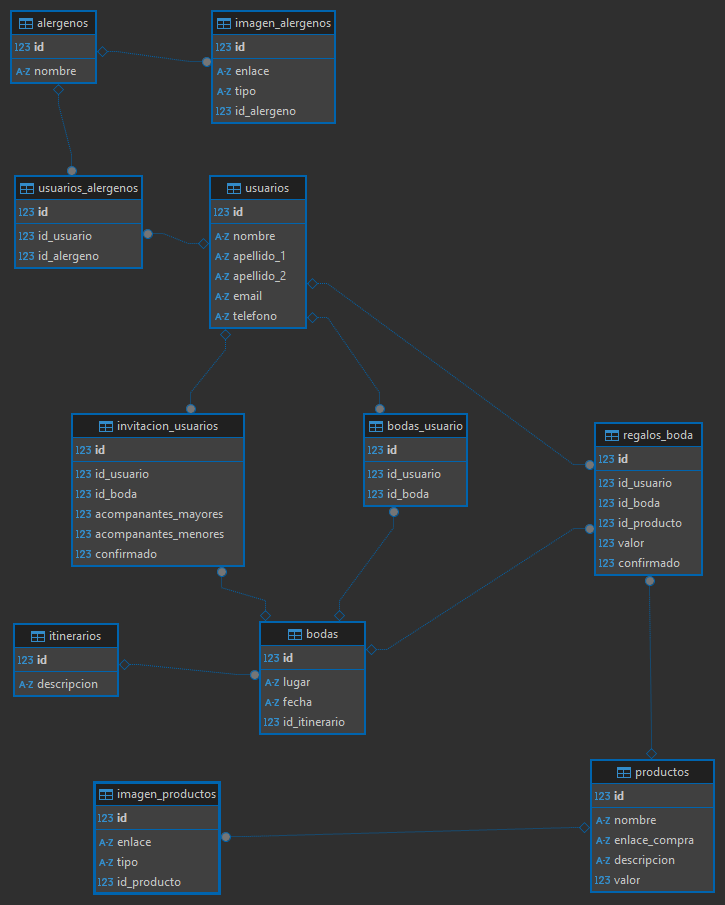 alergenos
123 id
A-Z nombre
imagen_alergenos
123 id
A-Z enlace
A-Z tipo
123 id_alergeno
usuarios_alergenos
123 id
123 id_usuario
123 id_alergeno
usuarios
123 id
A-Z nombre
A-Z apellido_1
A-Z apellido_2
A-Z email
A-Z telefono
invitacion_usuarios
123 id
123 id_usuario
123 id_boda
123 acompanantes_mayores
123 acompanantes_menores
123 confirmado
bodas_usuario
123 id
123 id_usuario
123 id_boda
regalos_boda
123 id
123 id_usuario
123 id_boda
123 id_producto
123 valor
123 confirmado
itinerarios
123 id
A-Z descripcion
bodas
123 id
A-Z lugar
A-Z fecha
123 id_itinerario
imagen_productos
123 id
A-Z enlace
A-Z tipo
123 id_producto
productos
123 id
A-Z nombre
A-Z enlace_compra
A-Z descripcion
123 valor